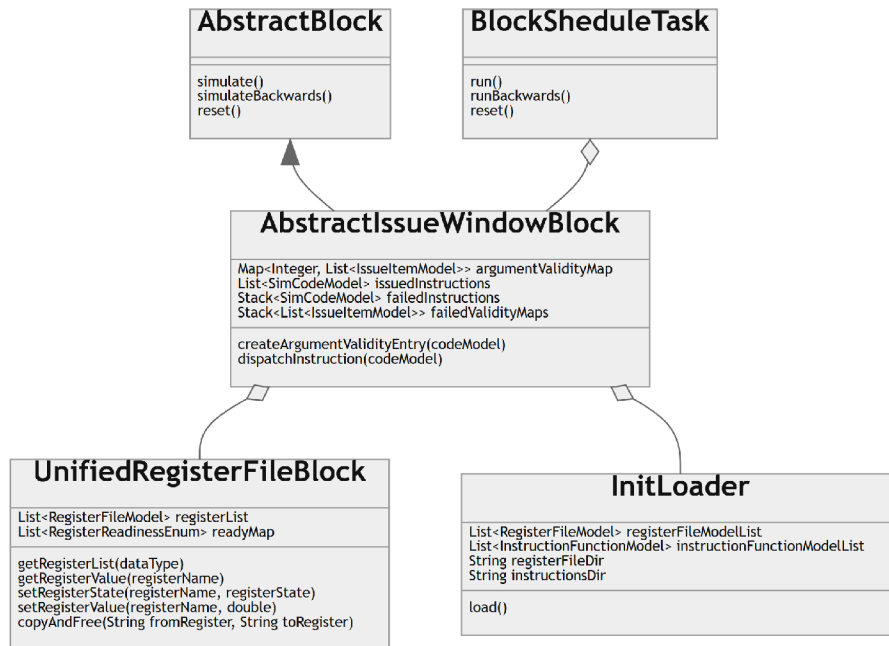 AbstractBlock
simulate()
simulateBackwards()
reset()
BlockSheduleTask
run()
runBackwards()
reset()
AbstractIssueWindowBlock
Map<Integer, List<IssueItemModel>> argumentValidityMap
List<SimCodeModel> issuedInstructions
Stack<SimCodeModel> failedInstructions
Stack<List<IssueItemModel>> failedValidityMaps
createArgumentValidityEntry(codeModel)
dispatchInstruction(codeModel)
UnifiedRegisterFileBlock
List<RegisterFileModel> registerList
List<RegisterReadinessEnum> readyMap
getRegisterList(dataType)
getRegisterValue(registerName)
setRegisterState(registerName, registerState)
setRegisterValue(registerName, double)
copyAndFree(String fromRegister, String toRegister)
InitLoader
List<RegisterFileModel> registerFileModelList
List<InstructionFunctionModel> instructionFunctionModelList
String registerFileDir
String instructionsDir
load()